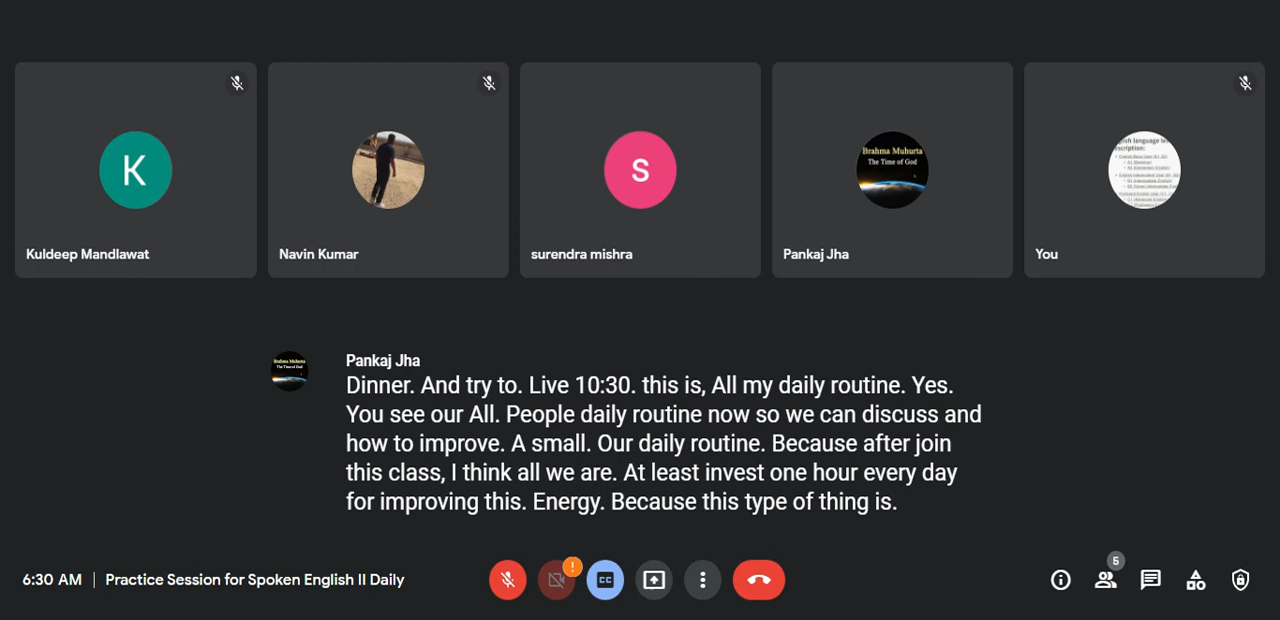 K
S
Brahma Muhurta
The Time of God
Kuldeep Mandlawat
Navin Kumar
surendra mishra
Pankaj Jha
You
Pankaj Jha
Dinner. And try to. Live 10:30. this is, All my daily routine. Yes.
You see our All. People daily routine now so we can discuss and
how to improve. A small. Our daily routine. Because after join
this class, I think all we are. At least invest one hour every day
for improving this. Energy. Because this type of thing is.
6:30 AM | Practice Session for Spoken English II Daily
!
CC
5